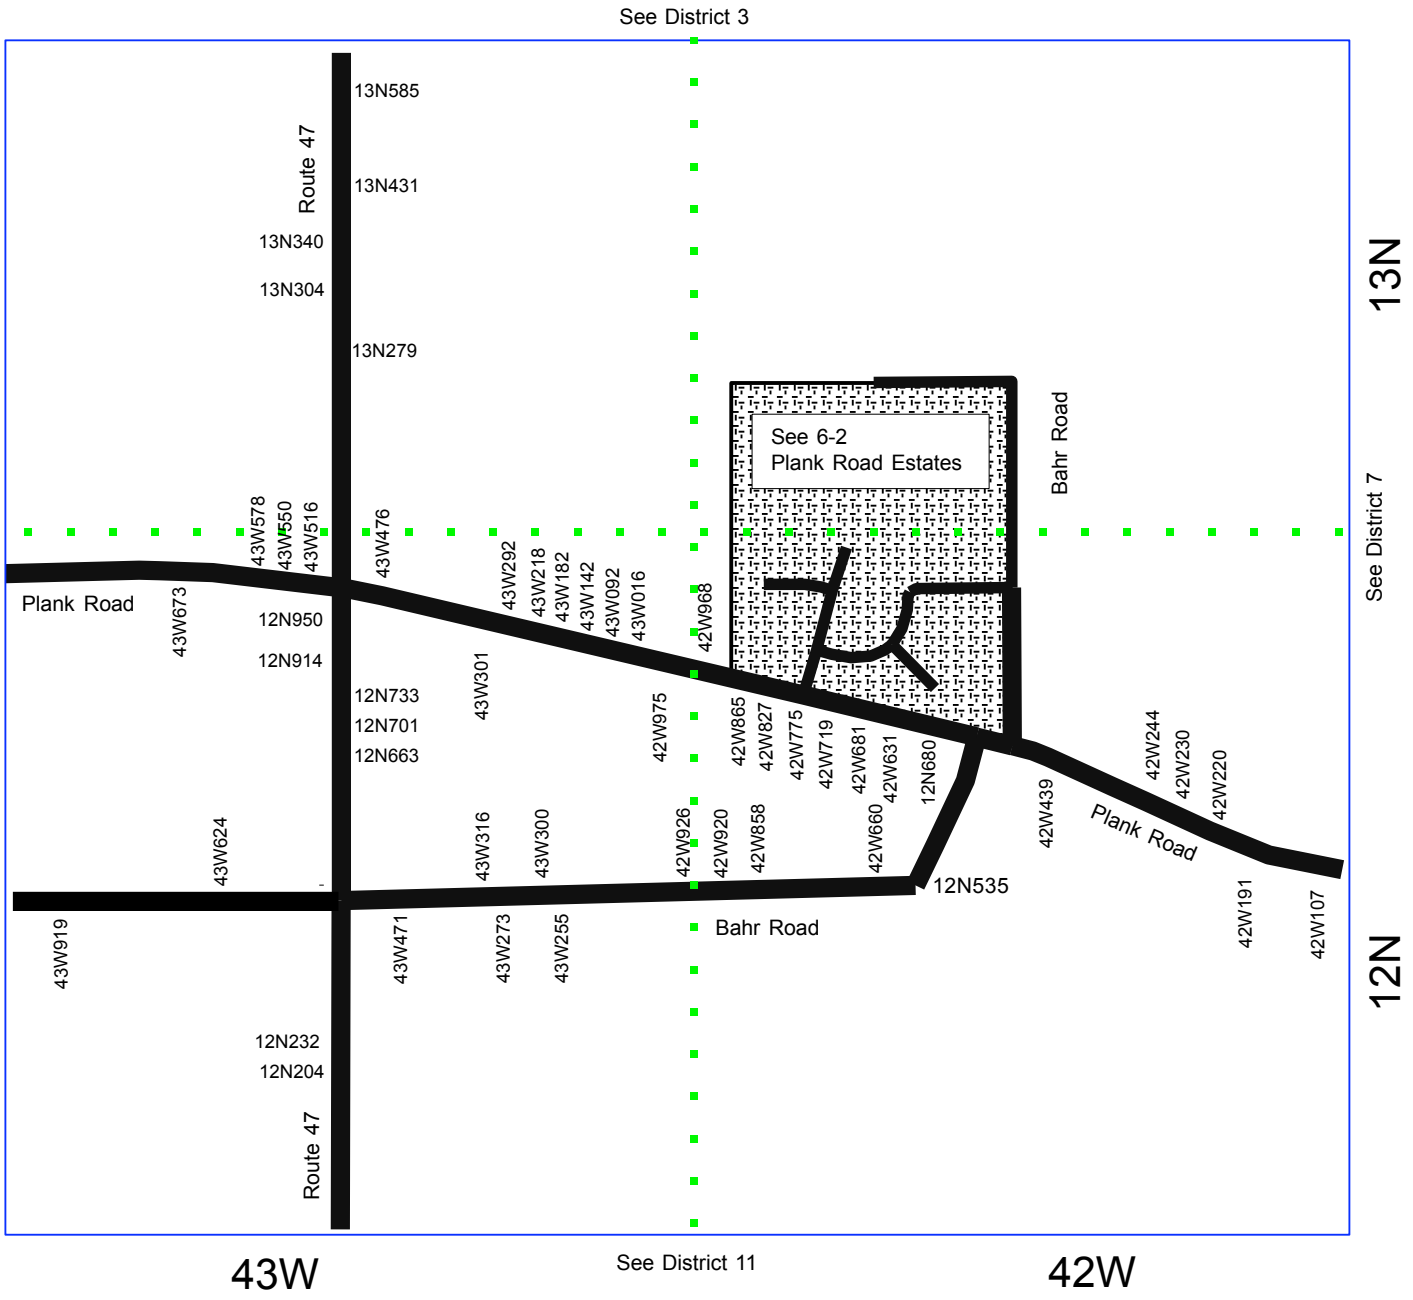 See District 3
13N585
Route 47
13N431
13N340
13N304
13N279
13N
See 6-2
Plank Road Estates
Bahr Road
See District 7
43W578
43W550
43W516
43W476
43W292
43W218
43W182
43W142
43W092
43W016
42W968
Plank Road
43W673
12N950
12N914
12N733
12N701
12N663
43W301
42W975
42W865
42W827
42W775
42W719
42W681
42W631
12N680
42W439
42W244
42W230
42W220
Plank Road
43W624
43W316
43W300
42W926
42W920
42W858
42W660
12N535
43W919
43W471
43W273
43W255
Bahr Road
42W191
42W107
12N
12N232
12N204
Route 47
43W
See District 11
42W